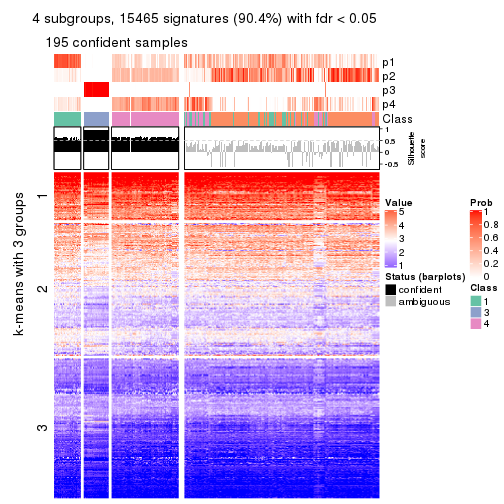 4 subgroups, 15465 signatures (90.4%) with fdr < 0.05
195 confident samples
p1
p2
p3
p4
Class
1
0.5
0
-0.5
Silhouette
score
k-means with 3 groups
1
2
3
Value
5
4
3
2
1
Status (barplots)
confident
ambiguous
Prob
1
0.8
0.6
0.4
0.2
0
Class
1
3
4